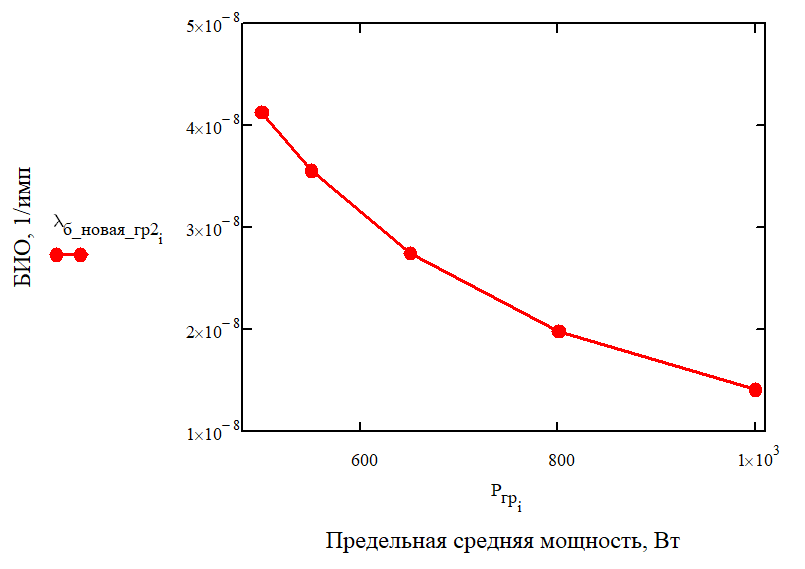 5×10⁻⁸
4×10⁻⁸
3×10⁻⁸
2×10⁻⁸
1×10⁻⁸
БИО, 1/имп
λб_новая_гр2i
600 800 1×10³
Pгрi
Предельная средняя мощность, Вт